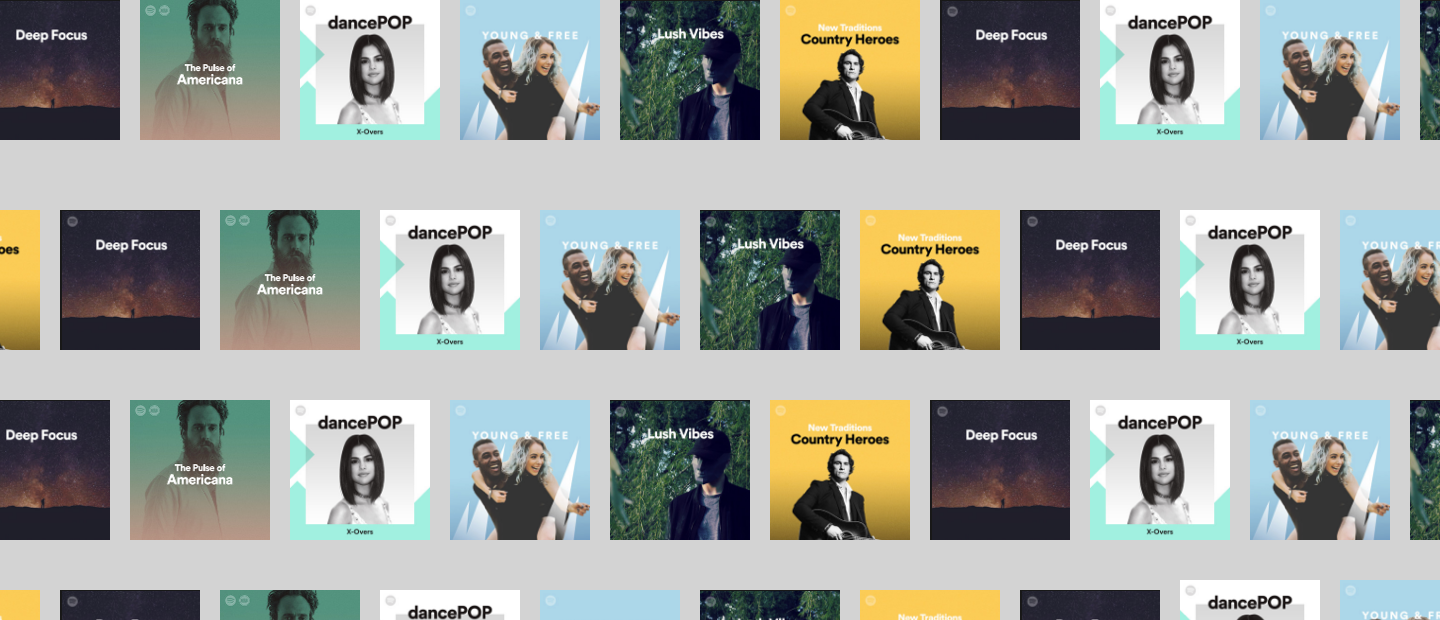 Deep Focus
The Pulse of
Americana
dancePOP
X-Overs
YOUNG & FREE
Lush Vibes
New Traditions
Country Heroes
Deep Focus
dancePOP
X-Overs
YOUNG & FREE
oes
Deep Focus
The Pulse of
Americana
dancePOP
X-Overs
YOUNG & FREE
Lush Vibes
New Traditions
Country Heroes
Deep Focus
dancePOP
X-Overs
YOUNG & FR
Deep Focus
The Pulse of
Americana
dancePOP
X-Overs
YOUNG & FREE
Lush Vibes
New Traditions
Country Heroes
Deep Focus
dancePOP
X-Overs
YOUNG & FREE
dancePOP
New Traditions
dancePOP
YOUNG & FR